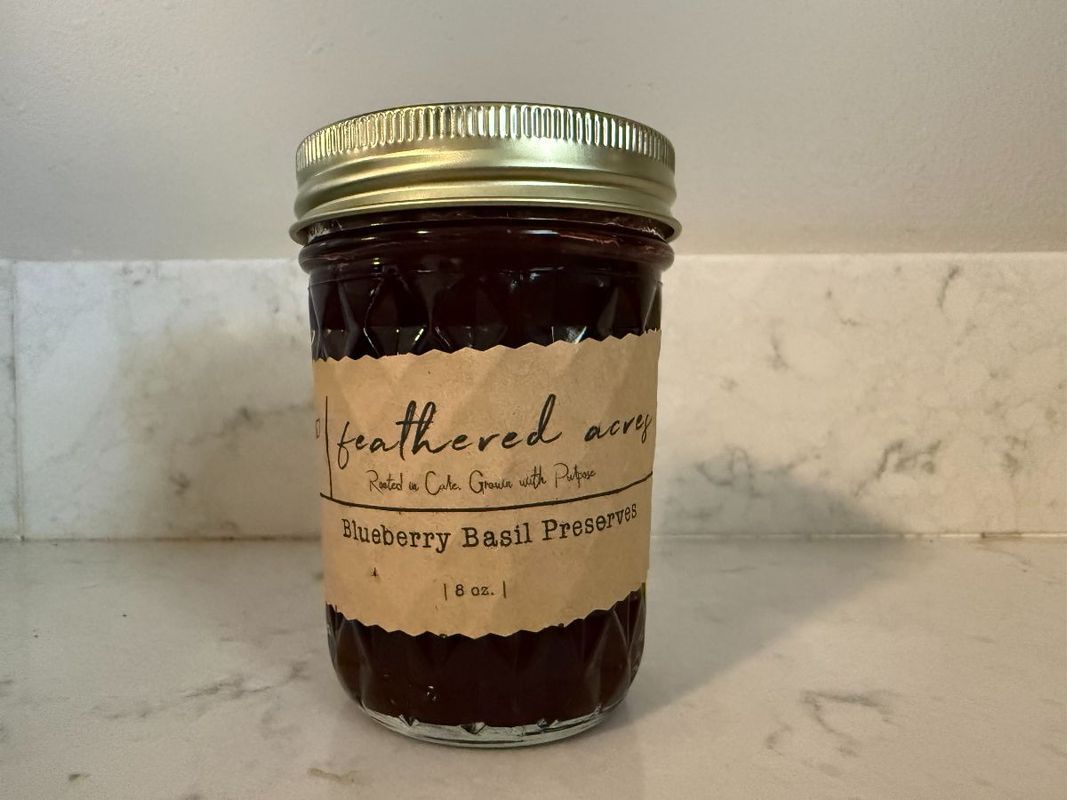 feathered acres
Rooted in Care. Grown with Purpose
Blueberry Basil Preserves
| 8 oz. |